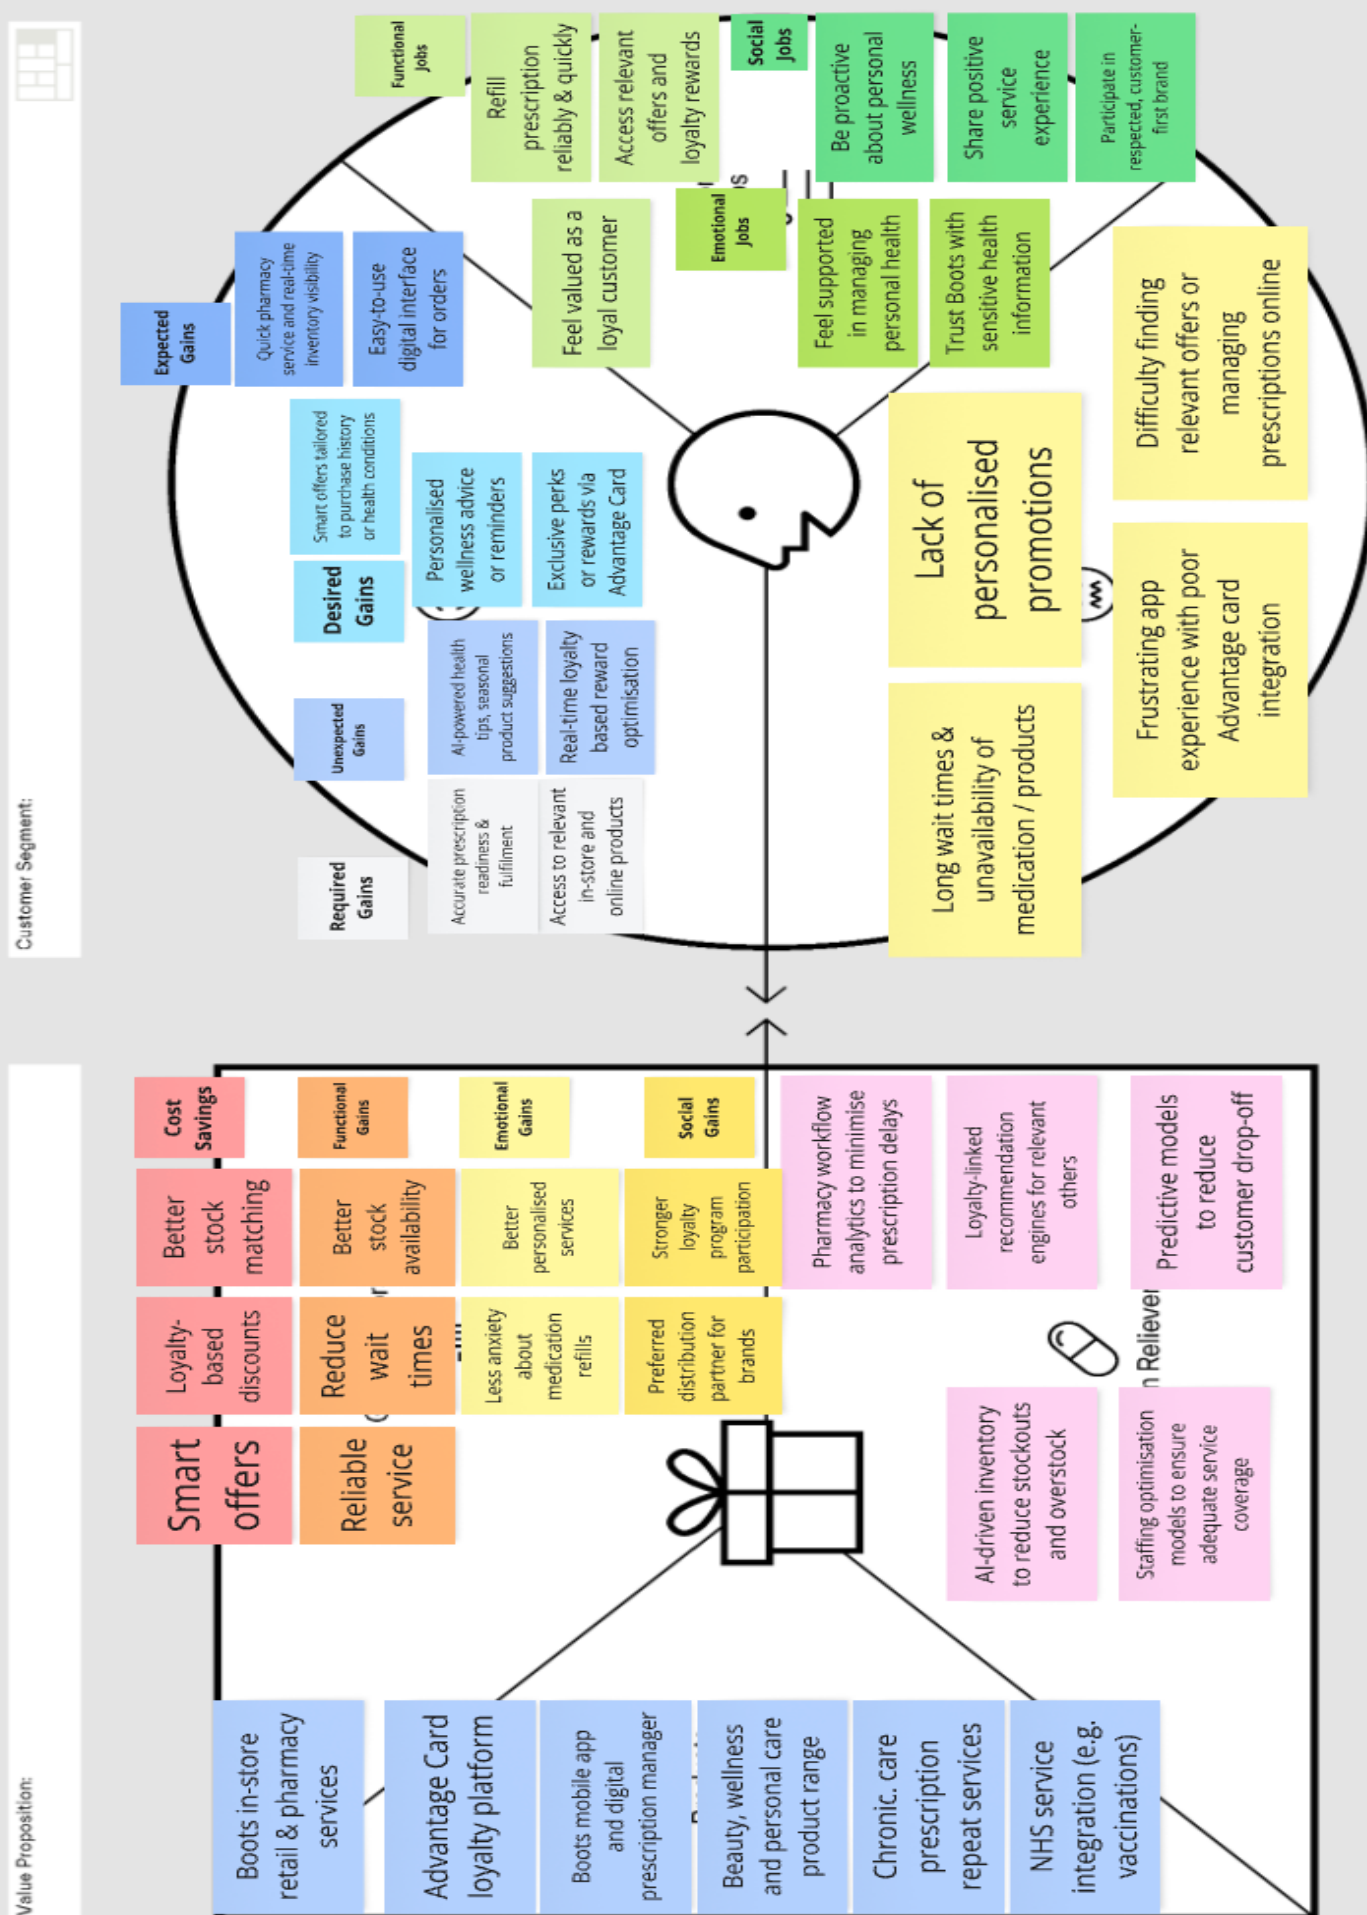 Value Proposition:
Customer Segment:
Cost
Savings
Better
stock
matching
Loyalty-
based
discounts
Smart
offers
Functional
Gains
Better
stock
availability
Reduce
wait
times
Reliable
service
Emotional
Gains
Better
personalised
services
Less anxiety
about
medication
refills
Social
Gains
Stronger
loyalty
program
participation
Preferred
distribution
partner for
brands
Boots in-store
retail & pharmacy
services
Advantage Card
loyalty platform
Boots mobile app
and digital
prescription manager
Beauty, wellness
and personal care
product range
Chronic. care
prescription
repeat services
NHS service
integration (e.g.
vaccinations)
Pharmacy workflow
analytics to minimise
prescription delays
Loyalty-linked
recommendation
engines for relevant
others
Predictive models
to reduce
customer drop-off
AI-driven inventory
to reduce stockouts
and overstock
Staffing optimisation
models to ensure
adequate service
coverage
n Reliever
Expected
Gains
Quick pharmacy
service and real-time
inventory visibility
Easy-to-use
digital interface
for orders
Desired
Gains
Smart offers tailored
to purchase history
or health conditions
Personalised
wellness advice
or reminders
Exclusive perks
or rewards via
Advantage Card
Unexpected
Gains
AI-powered health
tips, seasonal
product suggestions
Real-time loyalty
based reward
optimisation
Required
Gains
Accurate prescription
readiness &
fulfilment
Access to relevant
in-store and
online products
Functional
Jobs
Refill
prescription
reliably & quickly
Access relevant
offers and
loyalty rewards
Feel valued as a
loyal customer
Social
Jobs
Be proactive
about personal
wellness
Share positive
service
experience
Participate in
respected, customer-
first brand
Emotional
Jobs
Feel supported
in managing
personal health
Trust Boots with
sensitive health
information
Lack of
personalised
promotions
Difficulty finding
relevant offers or
managing
prescriptions online
Long wait times &
unavailability of
medication / products
Frustrating app
experience with poor
Advantage card
integration